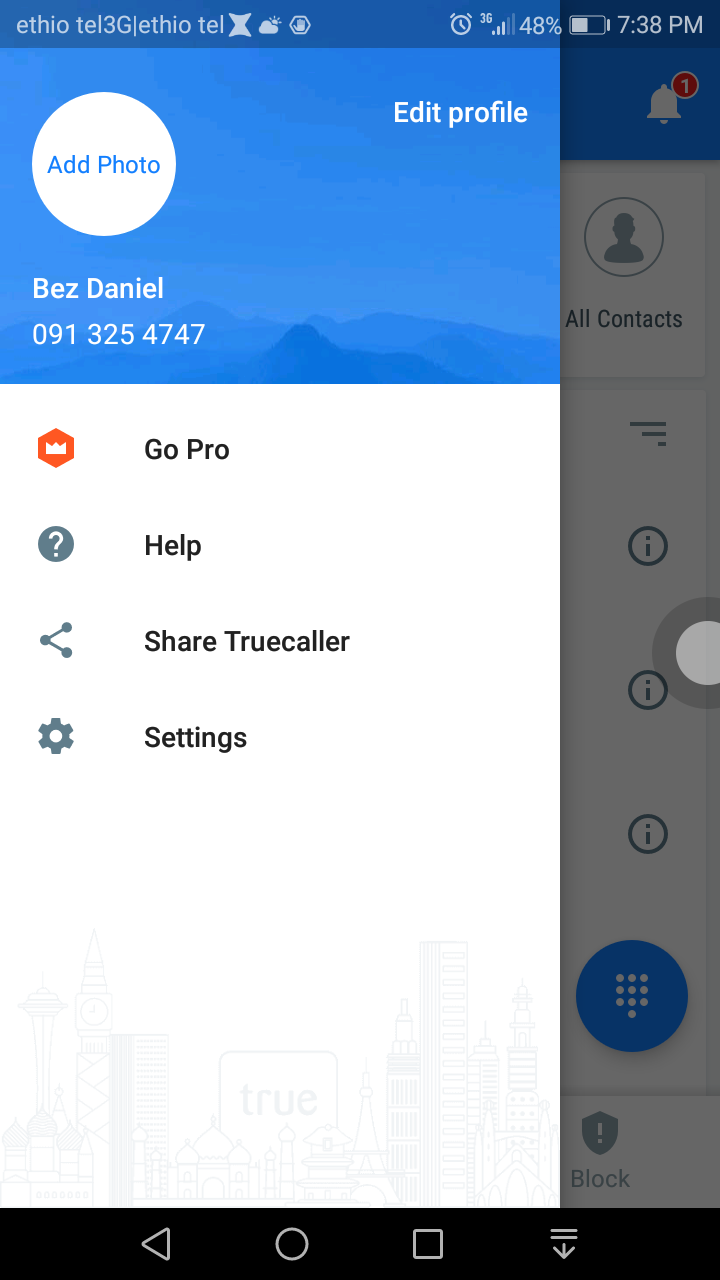 ethio tel3G|ethio tel 3G 48% 7:38 PM
1
Edit profile
Add Photo
Bez Daniel
091 325 4747
All Contacts
Go Pro
Help
Share Truecaller
Settings
true
Block